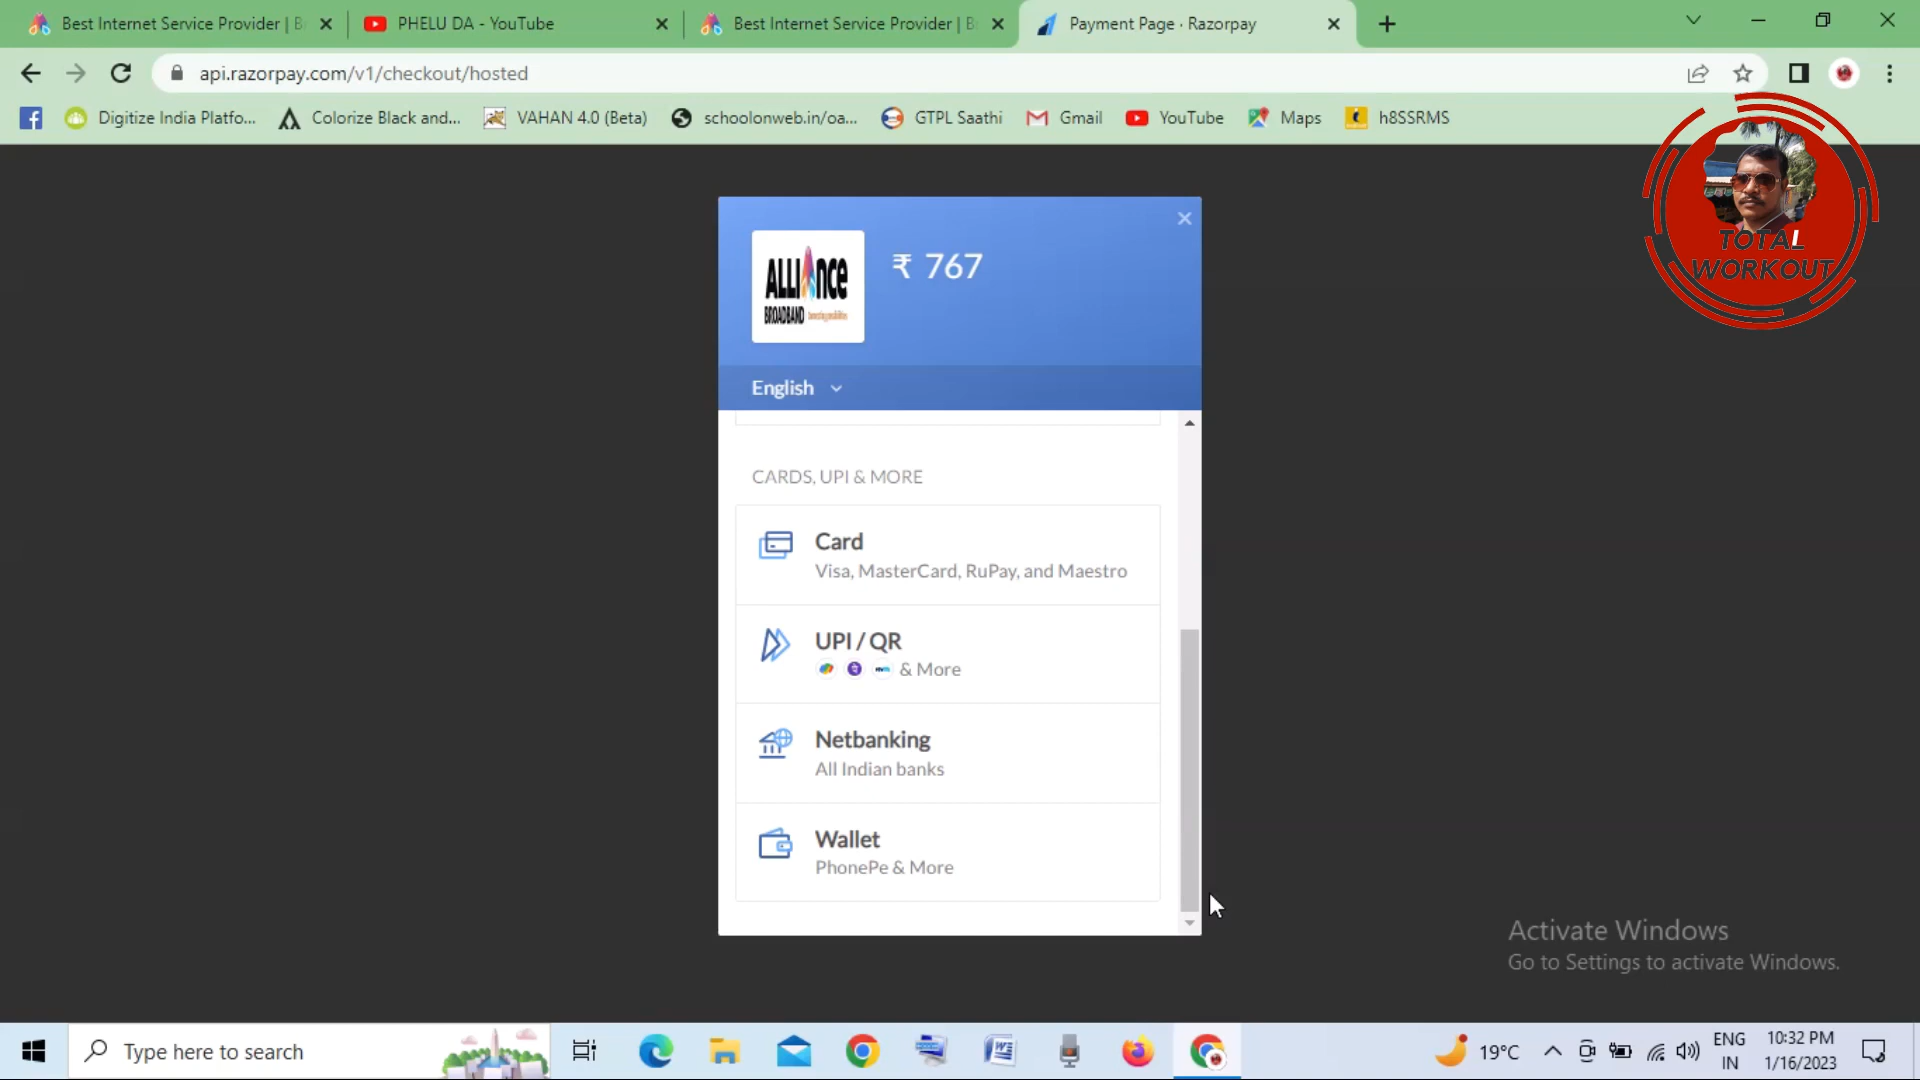 Best Internet Service Provider | B
PHELU DA - YouTube
Best Internet Service Provider | B
Payment Page · Razorpay
api.razorpay.com/v1/checkout/hosted
Digitize India Platfo...
Colorize Black and...
VAHAN 4.0 (Beta)
schoolonweb.in/oa...
GTPL Saathi
Gmail
YouTube
Maps
h8SSRMS
TOTAL
WORKOUT
ALLIANCE
BROADBAND
₹ 767
English
CARDS, UPI & MORE
Card
Visa, MasterCard, RuPay, and Maestro
UPI / QR
& More
Netbanking
All Indian banks
Wallet
PhonePe & More
Activate Windows
Go to Settings to activate Windows.
Type here to search
19°C
ENG
IN
10:32 PM
1/16/2023